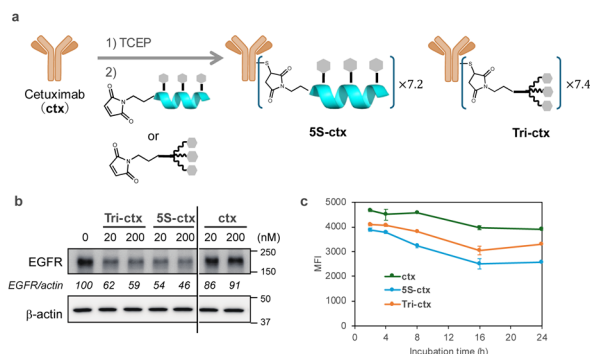 a
1) TCEP
2)
Cetuximab
(ctx)
or
S
O
N
O
×7.2
5S-ctx
S
O
N
O
×7.4
Tri-ctx
O
N
O
O
N
O
b
Tri-ctx 5S-ctx ctx
0 20 200 20 200 20 200 (nM)
EGFR
250
150
EGFR/actin 100 62 59 54 46 86 91
β-actin
50
37
c
MFI
5000
4000
3000
2000
1000
0
ctx
5S-ctx
Tri-ctx
0 4 8 12 16 20 24
Incubation time (h)